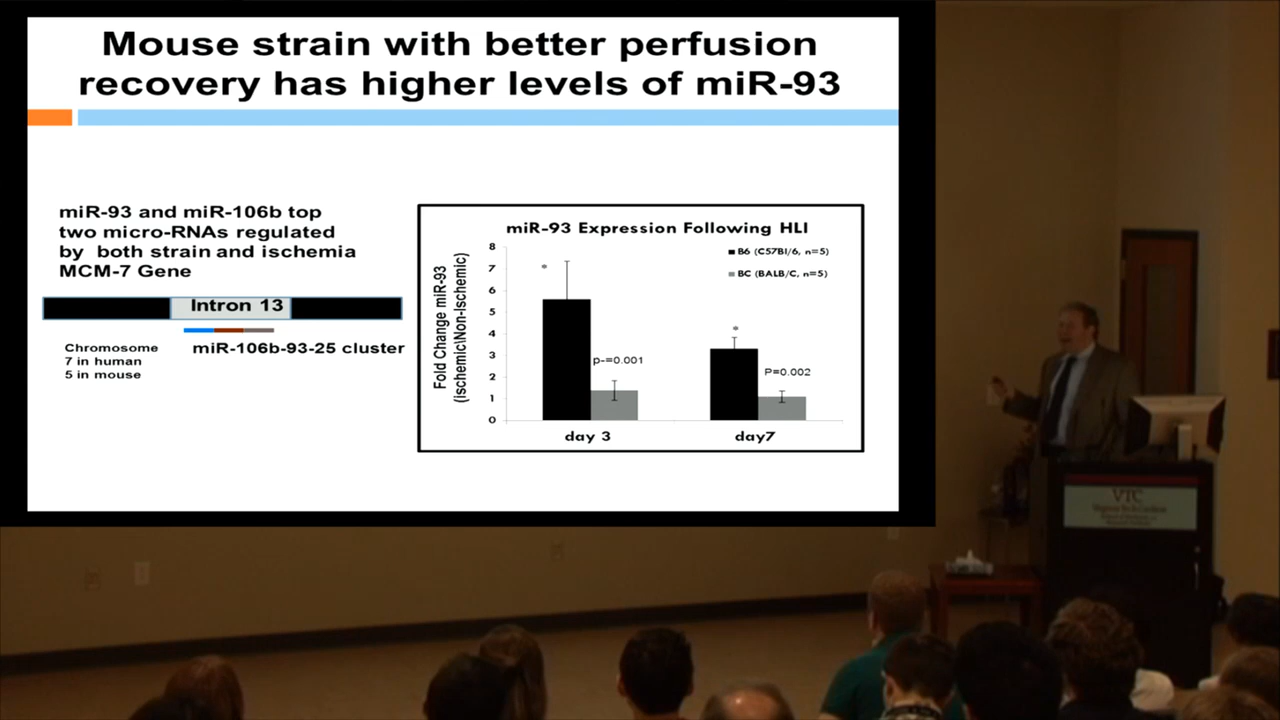 Mouse strain with better perfusion
recovery has higher levels of miR-93
miR-93 and miR-106b top
two micro-RNAs regulated
by both strain and ischemia
MCM-7 Gene
Intron 13
Chromosome
7 in human
5 in mouse
miR-106b-93-25 cluster
miR-93 Expression Following HLI
Fold Change miR-93
(ischemic\Non-Ischemic)
8
7
6
5
4
3
2
1
0
B6 (C57Bl/6, n=5)
BC (BALB/C, n=5)
*
p-=0.001
*
P=0.002
day 3
day7
VTC